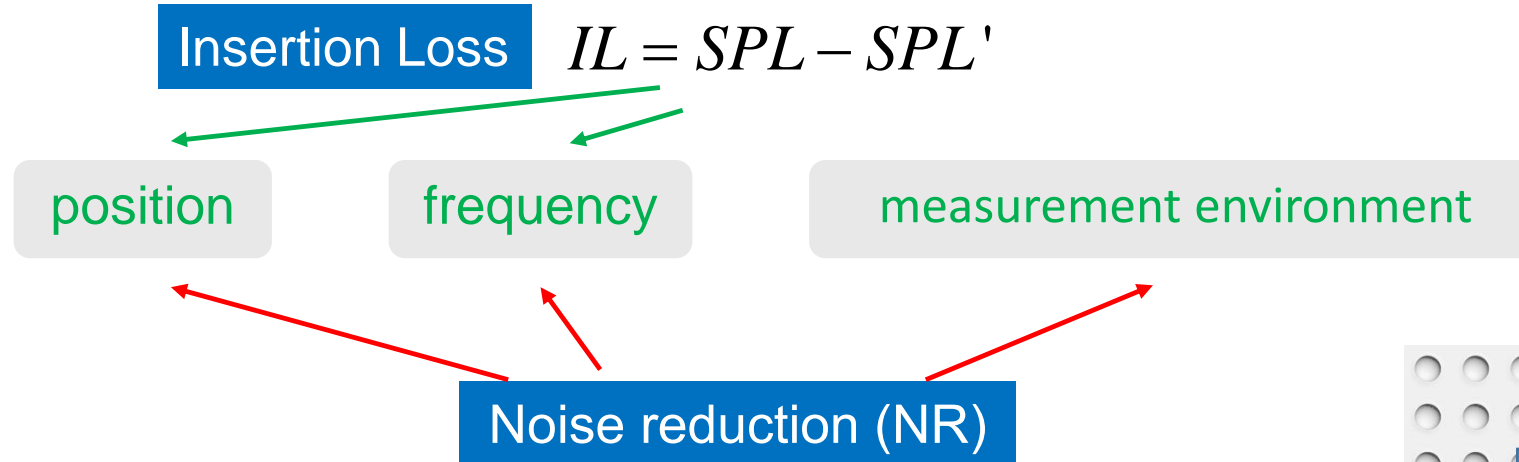 Insertion Loss IL = SPL − SPL'
position frequency measurement environment
Noise reduction (NR)